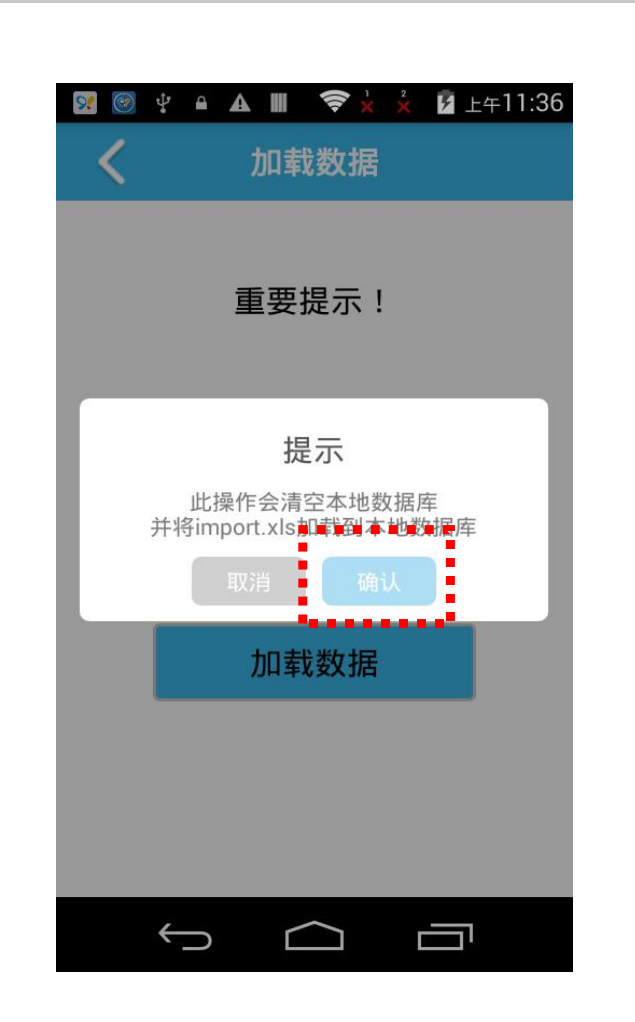 1 2 上午11:36
加载数据
重要提示！
提示
此操作会清空本地数据库
并将import.xls加载到本地数据库
取消 确认
加载数据